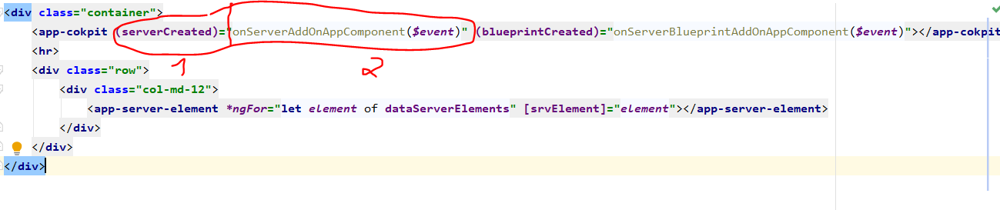 <div class="container">
<app-cokpit (serverCreated)="onServerAddOnAppComponent($event)" (blueprintCreated)="onServerBlueprintAddOnAppComponent($event)"></app-cokpit
<hr>
1 2
<div class="row">
<div class="col-md-12">
<app-server-element *ngFor="let element of dataServerElements" [srvElement]="element"></app-server-element>
</div>
</div>
</div>